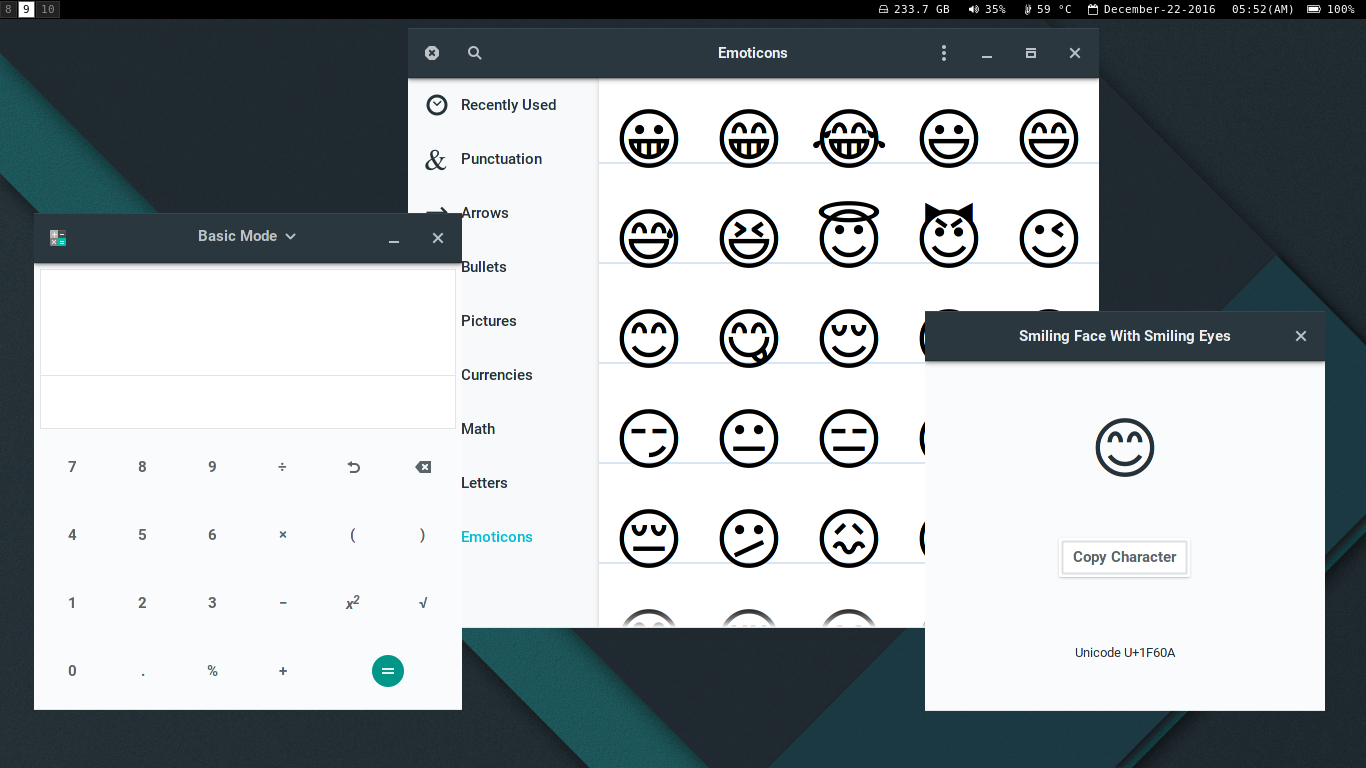 8 9 10
233.7 GB 35% 59 °C December-22-2016 05:52(AM) 100%
Emoticons
Recently Used
& Punctuation
Arrows
Bullets
Pictures
Currencies
Math
Letters
Emoticons
Basic Mode
7 8 9 ÷
4 5 6 × ( )
1 2 3 − x² √
0 . % + =
Smiling Face With Smiling Eyes
Copy Character
Unicode U+1F60A